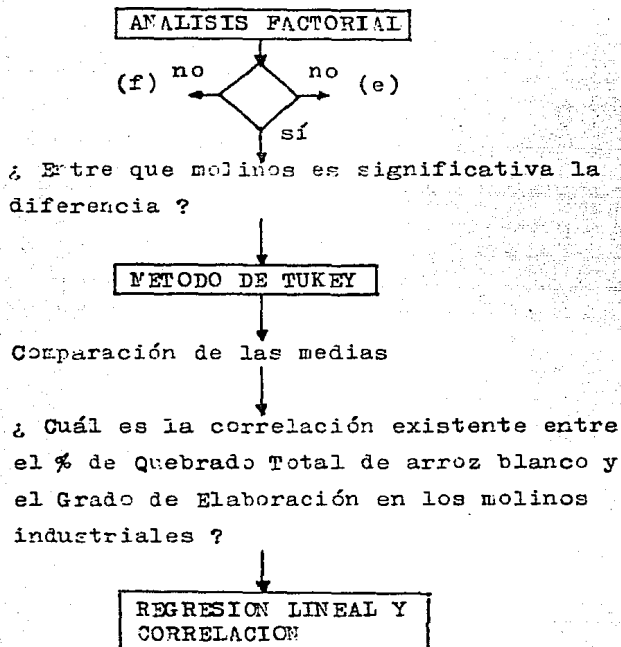 ANALISIS FACTORIAL
(f) no no (e)
sí
¿ Entre que molinos es significativa la
diferencia ?
METODO DE TUKEY
Comparación de las medias
¿ Cuál es la correlación existente entre
el % de Quebrado Total de arroz blanco y
el Grado de Elaboración en los molinos
industriales ?
REGRESION LINEAL Y
CORRELACION